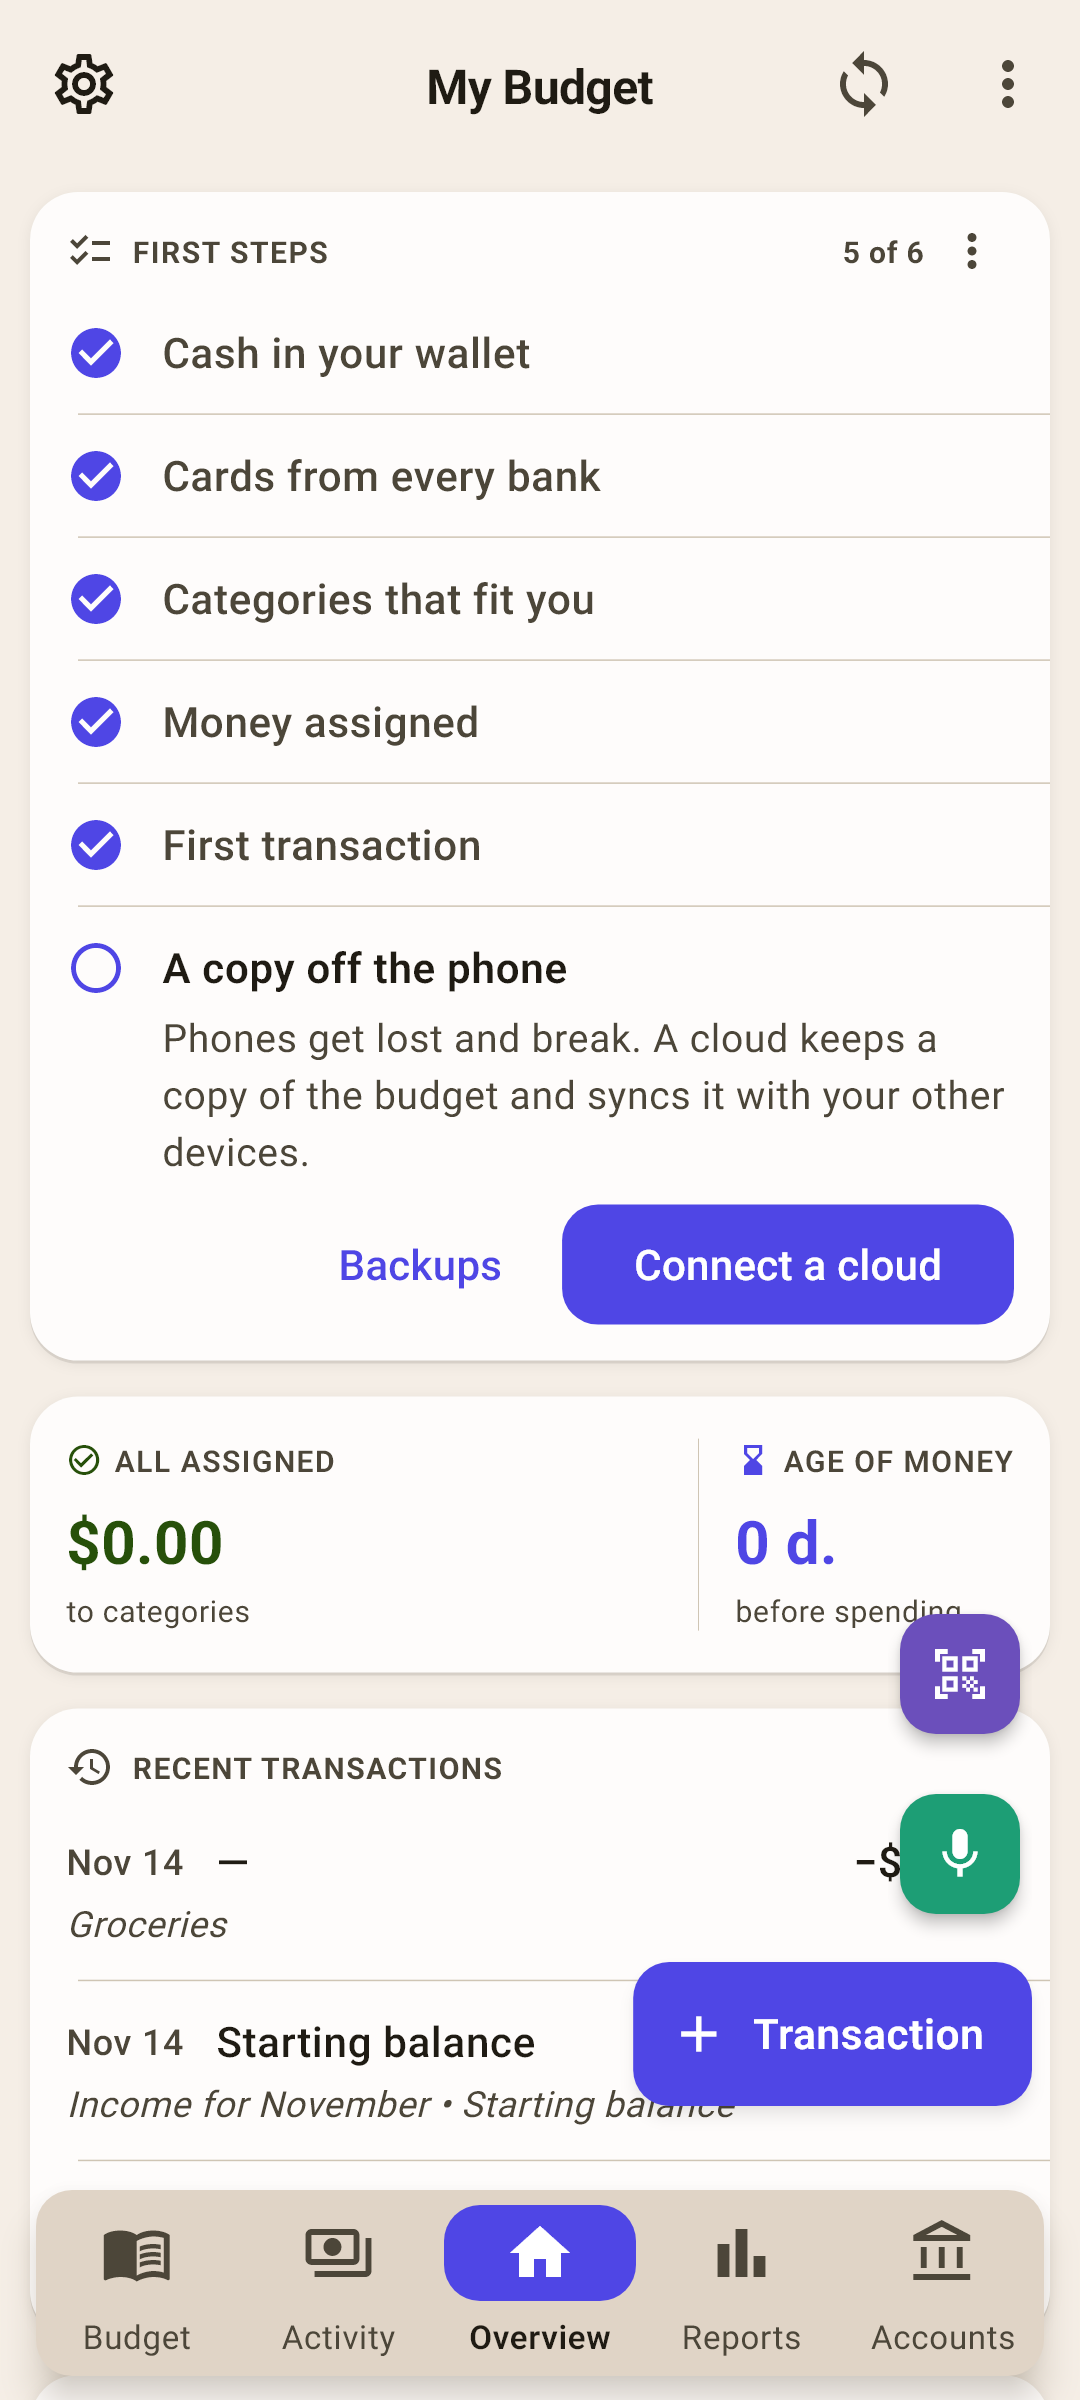 My Budget
FIRST STEPS
5 of 6
Cash in your wallet
Cards from every bank
Categories that fit you
Money assigned
First transaction
A copy off the phone
Phones get lost and break. A cloud keeps a
copy of the budget and syncs it with your other
devices.
Backups
Connect a cloud
ALL ASSIGNED
$0.00
to categories
AGE OF MONEY
0 d.
before spending
RECENT TRANSACTIONS
Nov 14 — −$
Groceries
Nov 14 Starting balance
Income for November • Starting balance
+ Transaction
Budget
Activity
Overview
Reports
Accounts